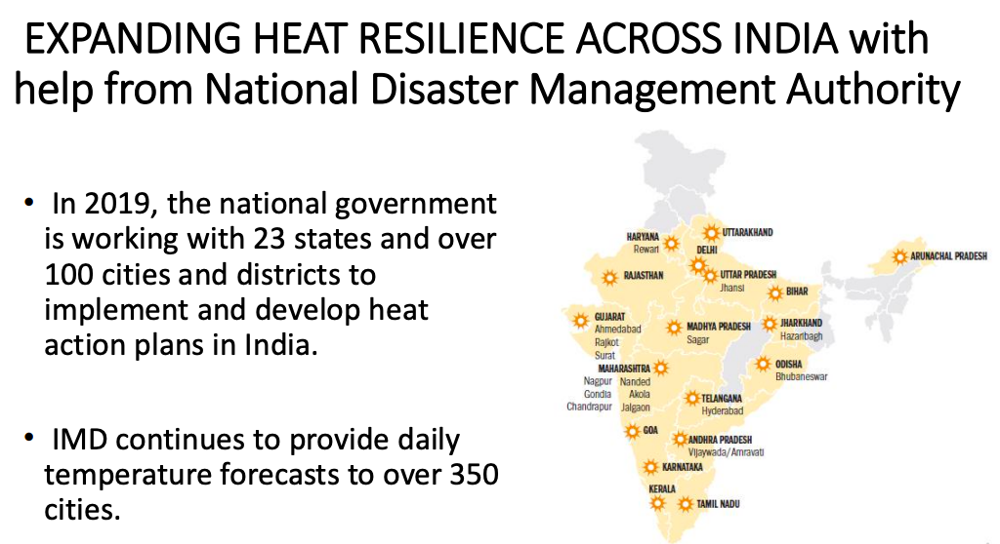 EXPANDING HEAT RESILIENCE ACROSS INDIA with
help from National Disaster Management Authority
• In 2019, the national government
is working with 23 states and over
100 cities and districts to
implement and develop heat
action plans in India.
• IMD continues to provide daily
temperature forecasts to over 350
cities.
UTTARAKHAND
HARYANA
Rewari
DELHI
ARUNACHAL PRADESH
RAJASTHAN
UTTAR PRADESH
Jhansi
BIHAR
GUJARAT
Ahmedabad
Rajkot
Surat
MADHYA PRADESH
Sagar
JHARKHAND
Hazaribagh
ODISHA
Bhubaneswar
MAHARASHTRA
Nagpur Nanded
Gondia Akola
Chandrapur Jalgaon
TELANGANA
Hyderabad
GOA
ANDHRA PRADESH
Vijaywada/Amravati
KARNATAKA
KERALA
TAMIL NADU